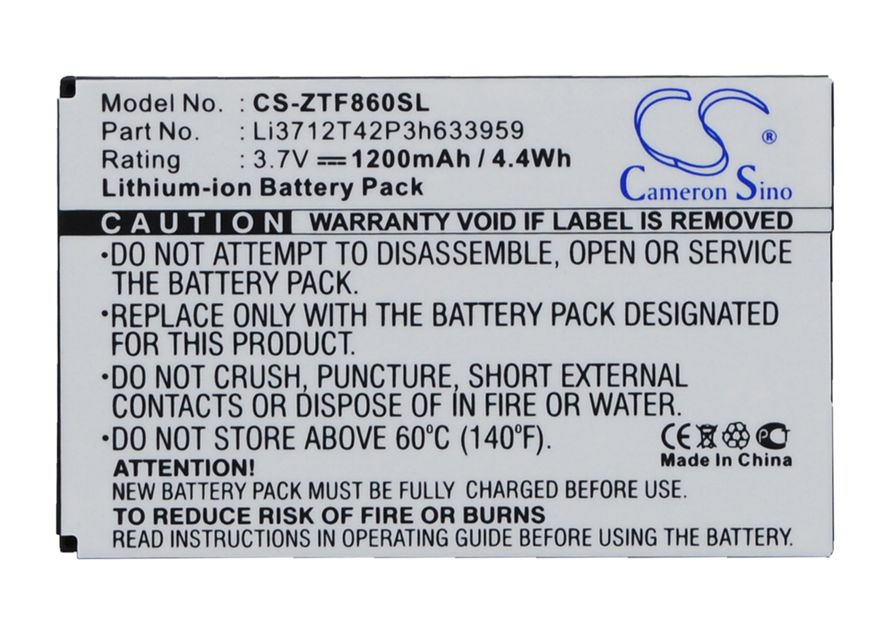 Model No. : CS-ZTF860SL
Part No. : Li3712T42P3h633959
Rating : 3.7V ⎓ 1200mAh / 4.4Wh
Lithium-ion Battery Pack
CS ®
Cameron Sino
CAUTION WARRANTY VOID IF LABEL IS REMOVED
•DO NOT ATTEMPT TO DISASSEMBLE, OPEN OR SERVICE
THE BATTERY PACK.
•REPLACE ONLY WITH THE BATTERY PACK DESIGNATED
FOR THIS PRODUCT.
•DO NOT CRUSH, PUNCTURE, SHORT EXTERNAL
CONTACTS OR DISPOSE OF IN FIRE OR WATER.
•DO NOT STORE ABOVE 60°C (140°F).
CE PCT
Made In China
ATTENTION!
NEW BATTERY PACK MUST BE FULLY CHARGED BEFORE USE.
TO REDUCE RISK OF FIRE OR BURNS
READ INSTRUCTIONS IN OPERATING GUIDE BEFORE USING THE BATTERY.